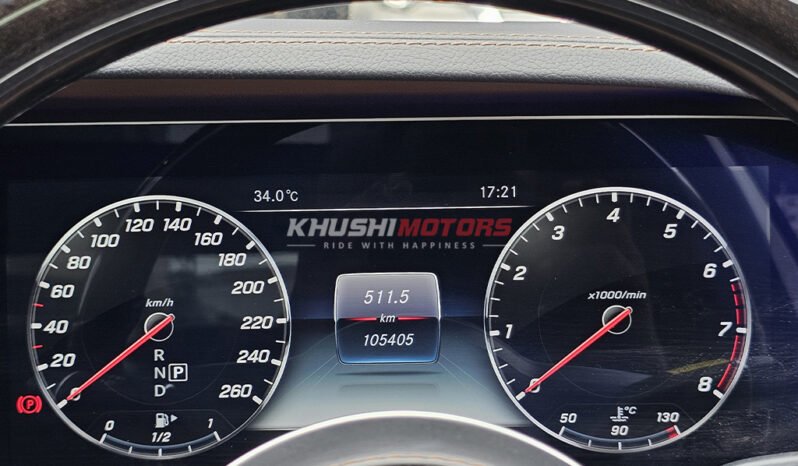 34.0°C
17:21
KHUSHIMOTORS
RIDE WITH HAPPINESS
0 20 40 60 80 100 120 140 160 180 200 220 240 260
km/h
R
N P
D
P
0 1/2 1
511.5
km
105405
0 1 2 3 4 5 6 7 8
x1000/min
°C
50 90 130